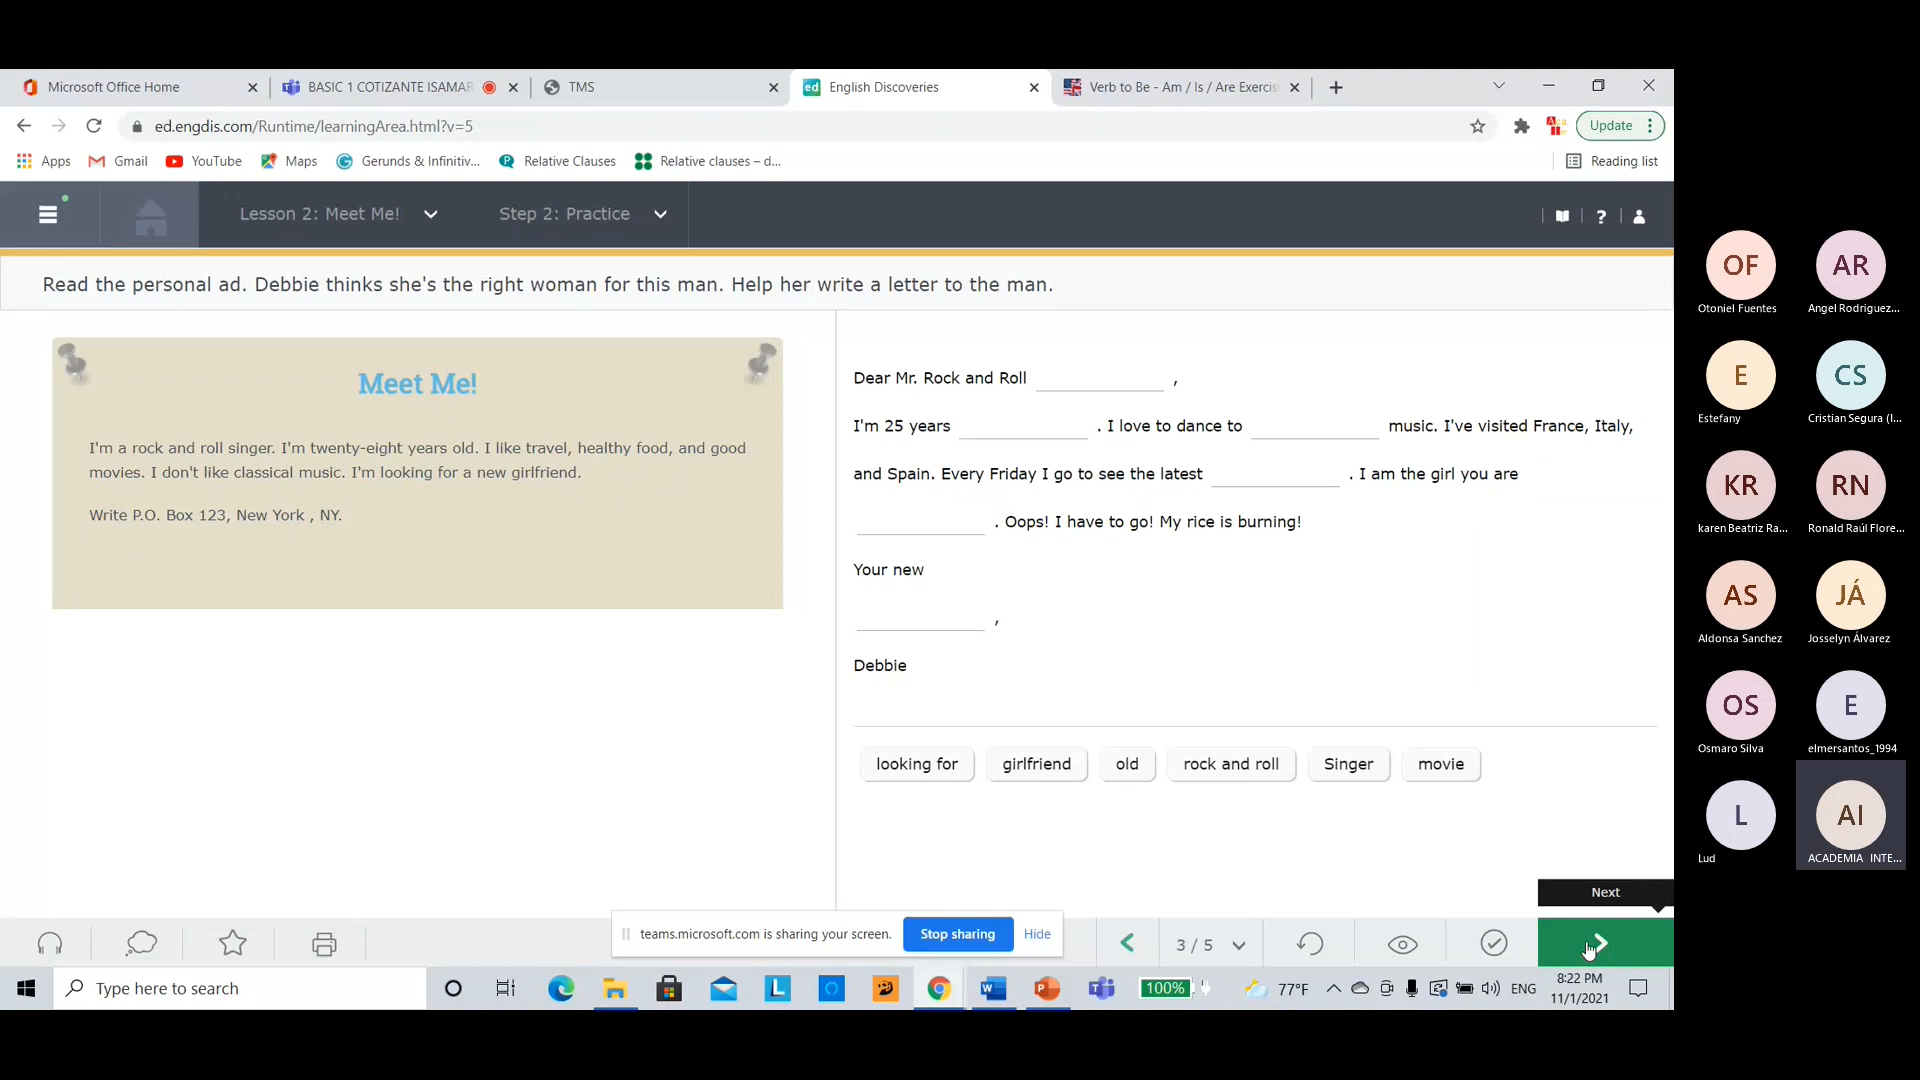 Microsoft Office Home
BASIC 1 COTIZANTE ISAMAR
TMS
English Discoveries
Verb to Be - Am / Is / Are Exercis
ed.engdis.com/Runtime/learningArea.html?v=5
Update
Apps
Gmail
YouTube
Maps
Gerunds & Infinitiv...
Relative Clauses
Relative clauses – d...
Reading list
Lesson 2: Meet Me!
Step 2: Practice
Read the personal ad. Debbie thinks she's the right woman for this man. Help her write a letter to the man.
Meet Me!
I'm a rock and roll singer. I'm twenty-eight years old. I like travel, healthy food, and good
movies. I don't like classical music. I'm looking for a new girlfriend.
Write P.O. Box 123, New York , NY.
Dear Mr. Rock and Roll ,
I'm 25 years . I love to dance to music. I've visited France, Italy,
and Spain. Every Friday I go to see the latest . I am the girl you are
. Oops! I have to go! My rice is burning!
Your new
,
Debbie
looking for
girlfriend
old
rock and roll
Singer
movie
Next
teams.microsoft.com is sharing your screen.
Stop sharing
Hide
3 / 5
Type here to search
100%
77°F
ENG
8:22 PM
11/1/2021
OF
Otoniel Fuentes
AR
Angel Rodriguez...
E
Estefany
CS
Cristian Segura (I...
KR
karen Beatriz Ra...
RN
Ronald Raúl Flore...
AS
Aldonsa Sanchez
JÁ
Josselyn Álvarez
OS
Osmaro Silva
E
elmersantos_1994
L
Lud
AI
ACADEMIA INTE...